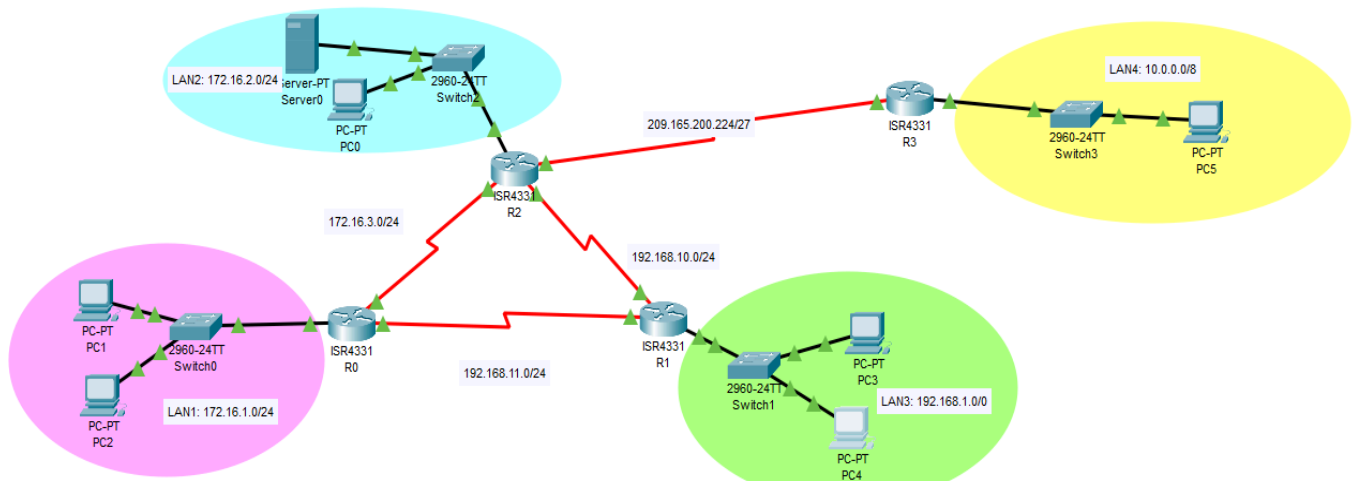 LAN2: 172.16.2.0/24
Server-PT
Server0
PC-PT
PC0
2960-24TT
Switch2
ISR4331
R2
209.165.200.224/27
ISR4331
R3
LAN4: 10.0.0.0/8
2960-24TT
Switch3
PC-PT
PC5
172.16.3.0/24
192.168.10.0/24
PC-PT
PC1
2960-24TT
Switch0
PC-PT
PC2
LAN1: 172.16.1.0/24
ISR4331
R0
192.168.11.0/24
ISR4331
R1
2960-24TT
Switch1
PC-PT
PC3
LAN3: 192.168.1.0/0
PC-PT
PC4